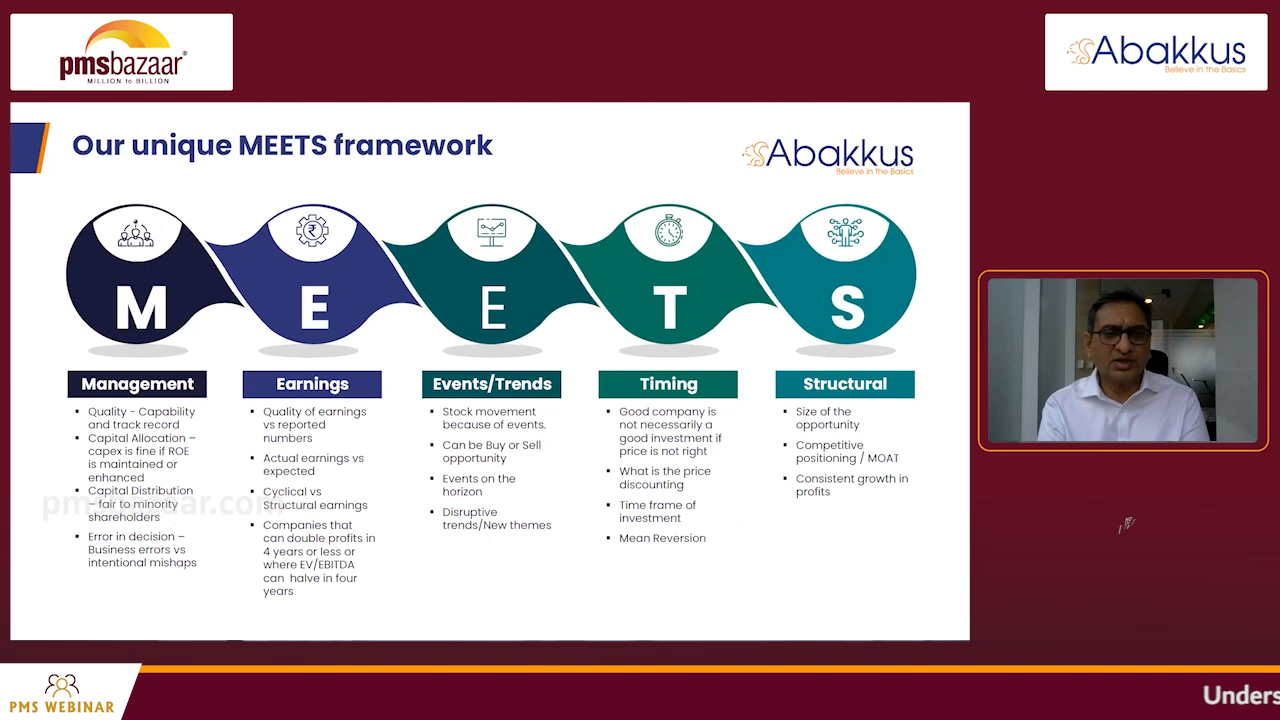 pmsbazaar®
MILLION to BILLION
Abakkus
Believe in the Basics
Our unique MEETS framework
Abakkus
Believe in the Basics
M
E
E
T
S
Management
▪ Quality - Capability
and track record
▪ Capital Allocation –
capex is fine if ROE
is maintained or
enhanced
▪ Capital Distribution
– fair to minority
shareholders
▪ Error in decision –
Business errors vs
intentional mishaps
Earnings
▪ Quality of earnings
vs reported
numbers
▪ Actual earnings vs
expected
▪ Cyclical vs
Structural earnings
▪ Companies that
can double profits in
4 years or less or
where EV/EBITDA
can halve in four
years
Events/Trends
▪ Stock movement
because of events.
▪ Can be Buy or Sell
opportunity
▪ Events on the
horizon
▪ Disruptive
trends/New themes
Timing
▪ Good company is
not necessarily a
good investment if
price is not right
▪ What is the price
discounting
▪ Time frame of
investment
▪ Mean Reversion
Structural
▪ Size of the
opportunity
▪ Competitive
positioning / MOAT
▪ Consistent growth in
profits
pmsbazaar.com
PMS WEBINAR
Unders